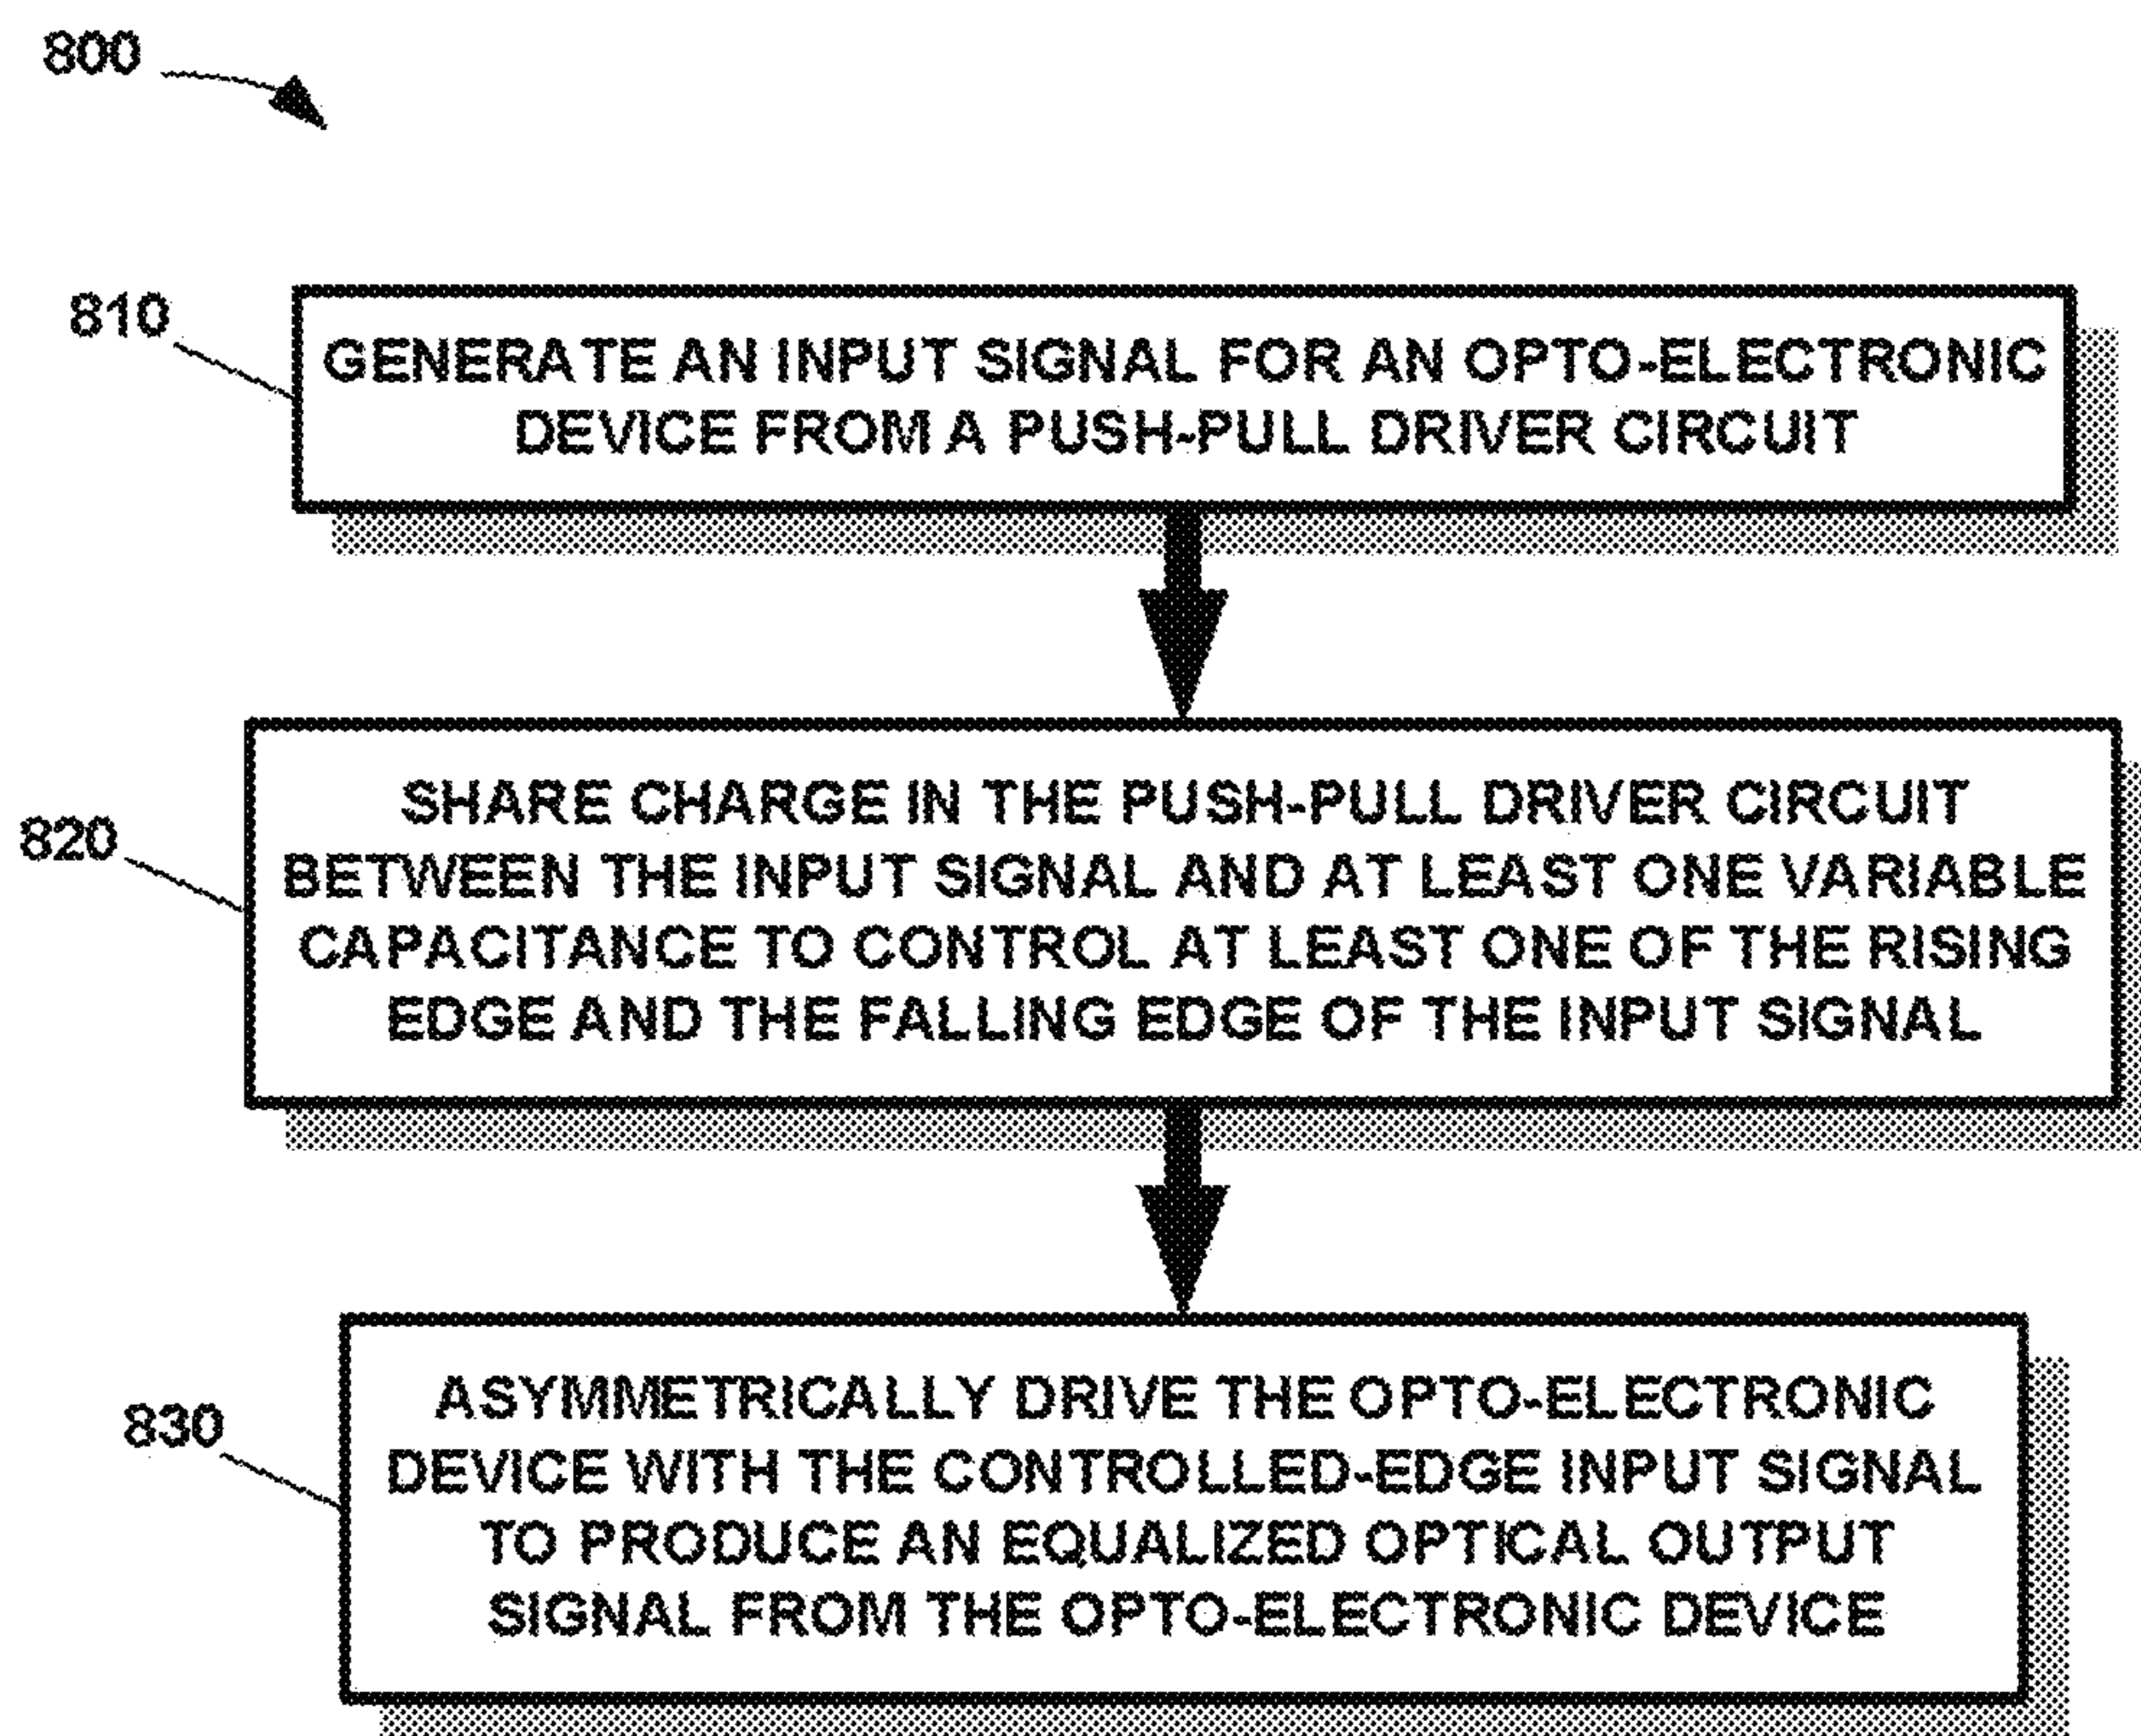 800
810
GENERATE AN INPUT SIGNAL FOR AN OPTO-ELECTRONIC
DEVICE FROM A PUSH-PULL DRIVER CIRCUIT
820
SHARE CHARGE IN THE PUSH-PULL DRIVER CIRCUIT
BETWEEN THE INPUT SIGNAL AND AT LEAST ONE VARIABLE
CAPACITANCE TO CONTROL AT LEAST ONE OF THE RISING
EDGE AND THE FALLING EDGE OF THE INPUT SIGNAL
830
ASYMMETRICALLY DRIVE THE OPTO-ELECTRONIC
DEVICE WITH THE CONTROLLED-EDGE INPUT SIGNAL
TO PRODUCE AN EQUALIZED OPTICAL OUTPUT
SIGNAL FROM THE OPTO-ELECTRONIC DEVICE